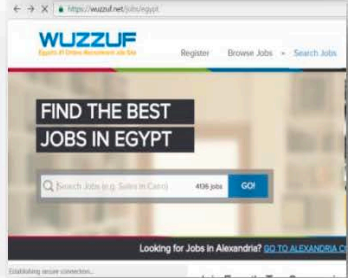 https://wuzzuf.net/jobs/egypt
WUZZUF
Egypt's #1 Online Recruitment Job Site
Register Browse Jobs Search Jobs
FIND THE BEST
JOBS IN EGYPT
Search Jobs (e.g. Sales in Cairo) 4136 jobs GO!
Looking for Jobs in Alexandria? GO TO ALEXANDRIA
Establishing secure connection...